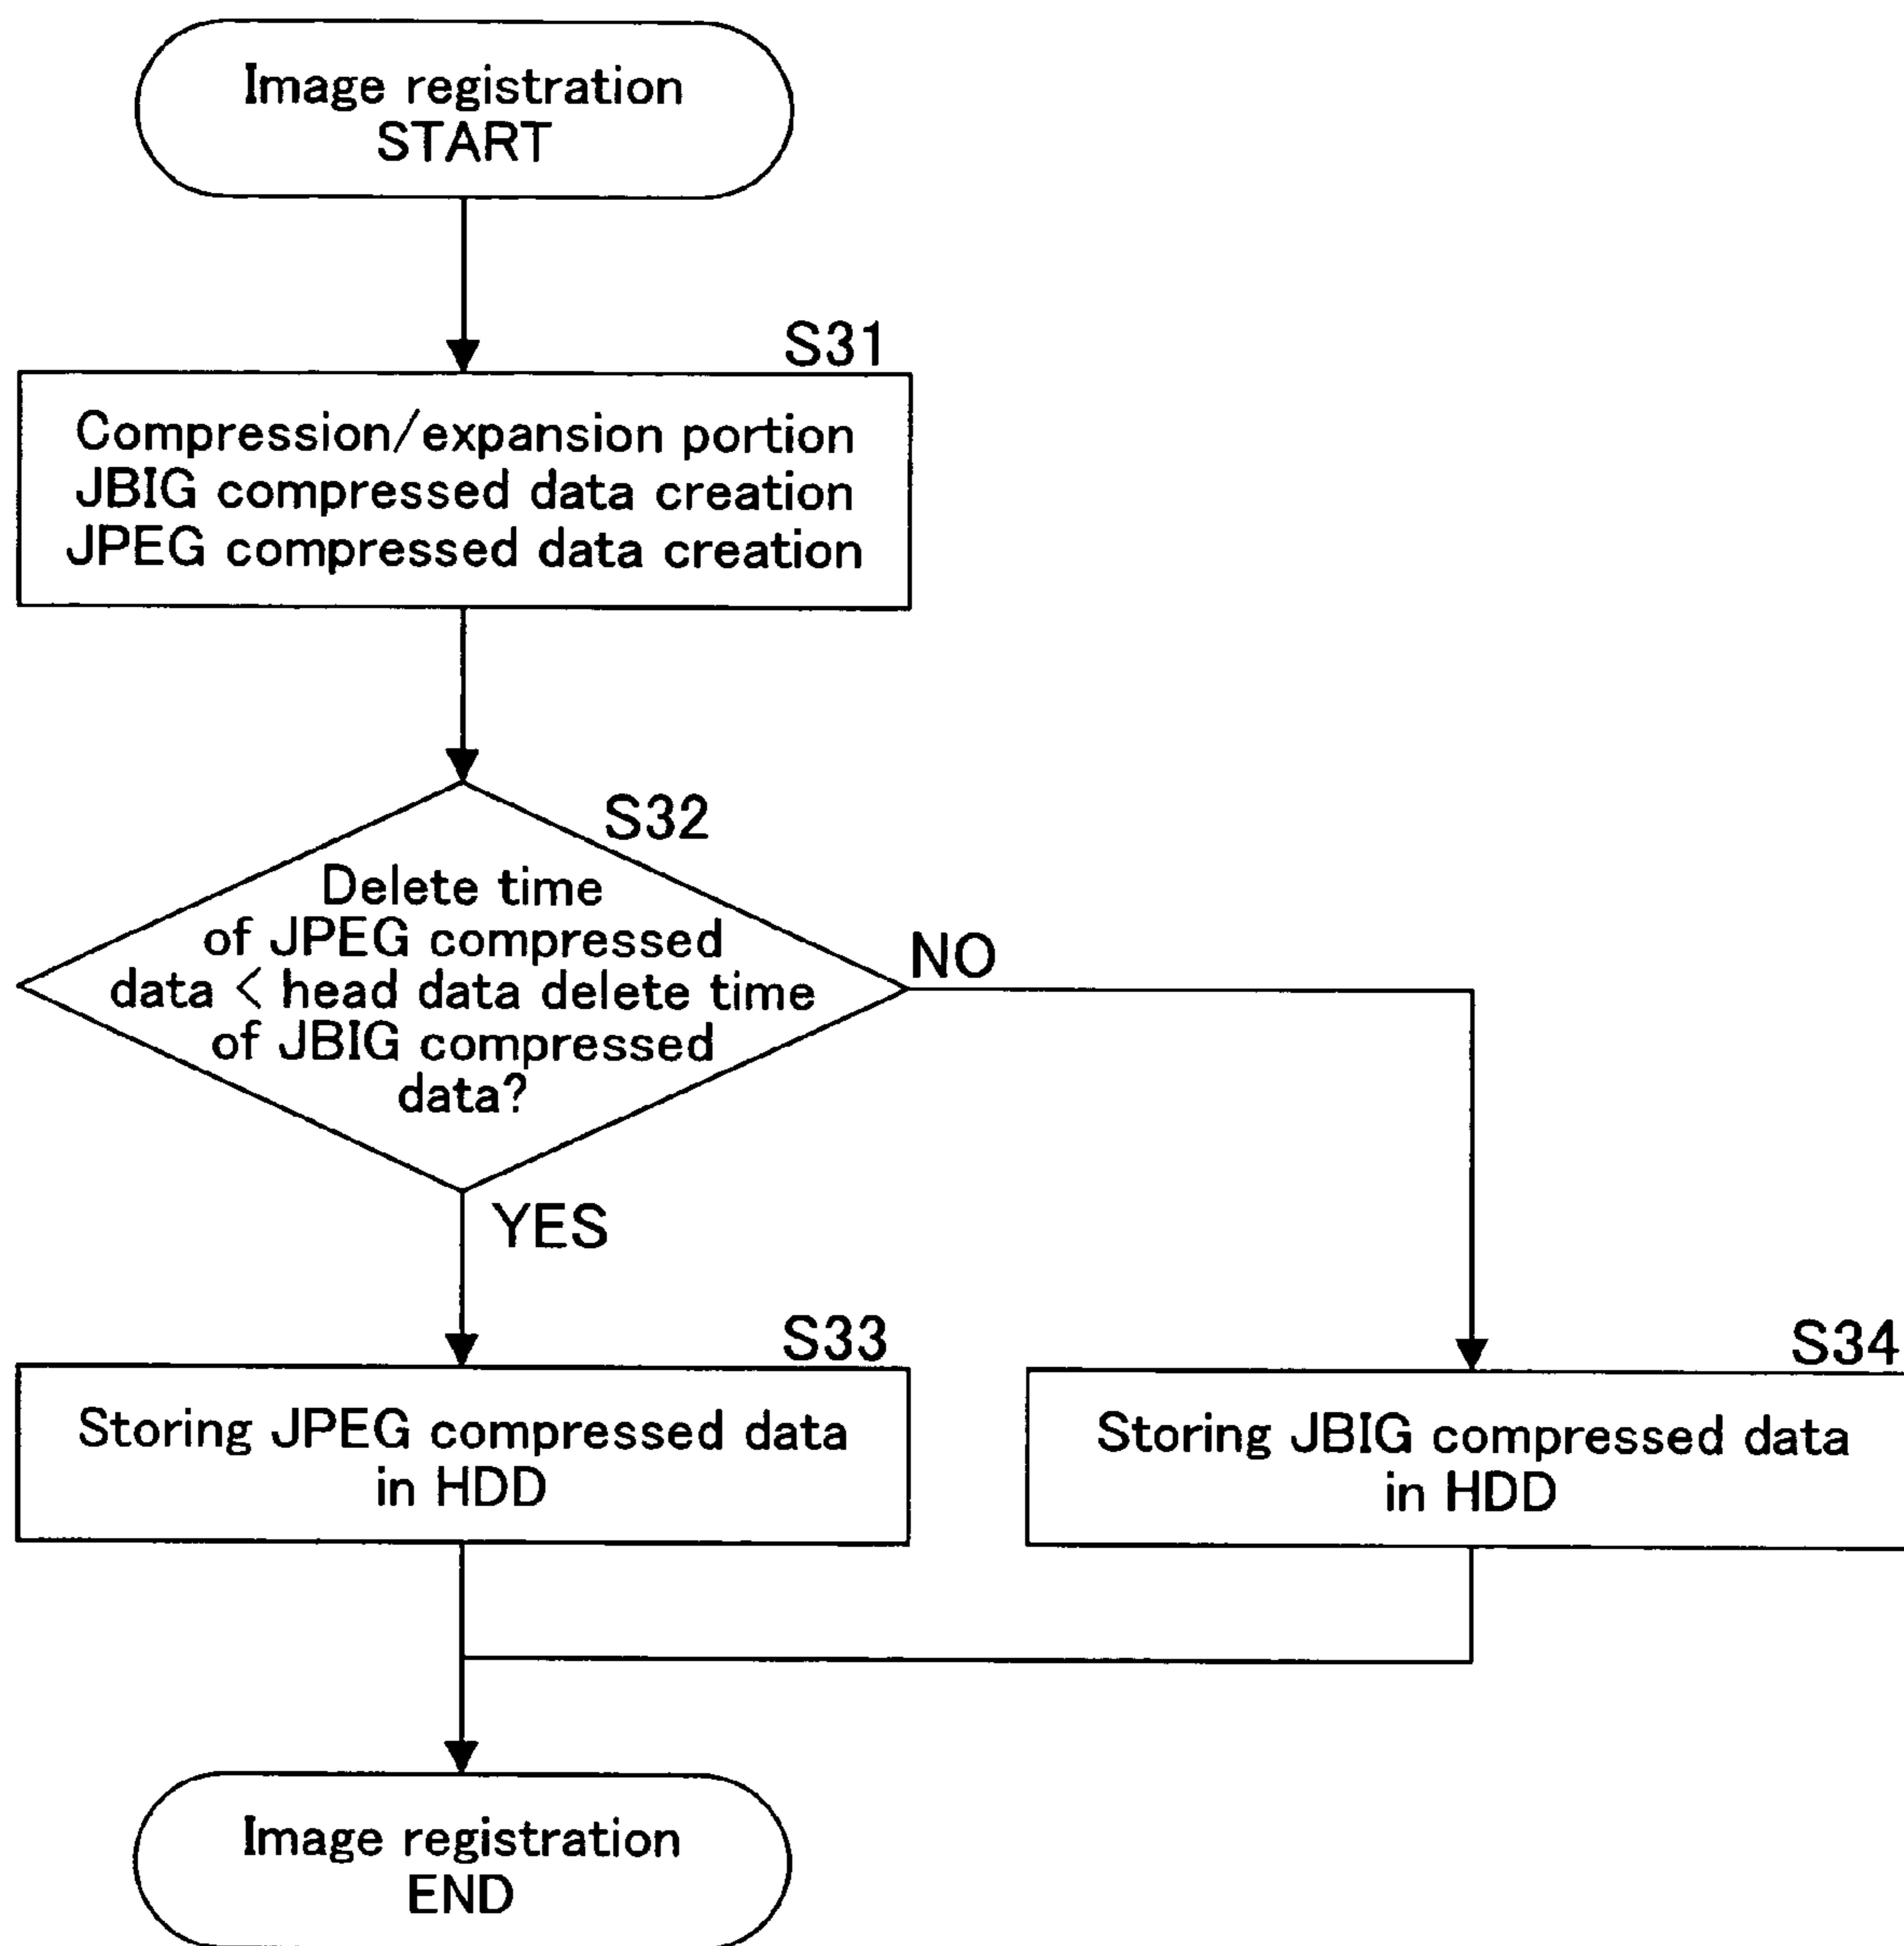 Image registration
START
S31
Compression/expansion portion
JBIG compressed data creation
JPEG compressed data creation
S32
Delete time
of JPEG compressed
data < head data delete time
of JBIG compressed
data?
NO
YES
S33
Storing JPEG compressed data
in HDD
S34
Storing JBIG compressed data
in HDD
Image registration
END